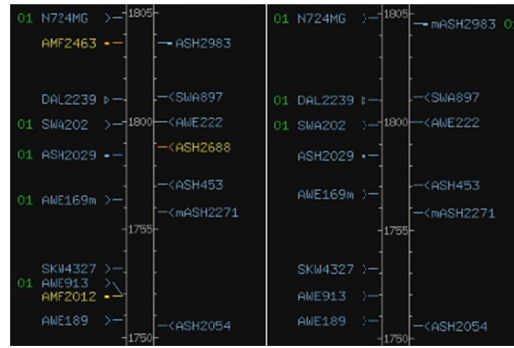 1805
01 N724MG
AMF2463
ASH2983
DAL2239
SWA897
01 SWA202
1800
AWE222
ASH2688
01 ASH2029
ASH453
01 AWE169m
mASH2271
1755
SKW4327
01 AWE913
AMF2012
AWE189
ASH2054
1750
1805
01 N724MG
mASH2983 01
01 DAL2239
SWA897
01 SWA202
1800
AWE222
ASH2029
ASH453
AWE169m
mASH2271
1755
SKW4327
AWE913
AWE189
ASH2054
1750